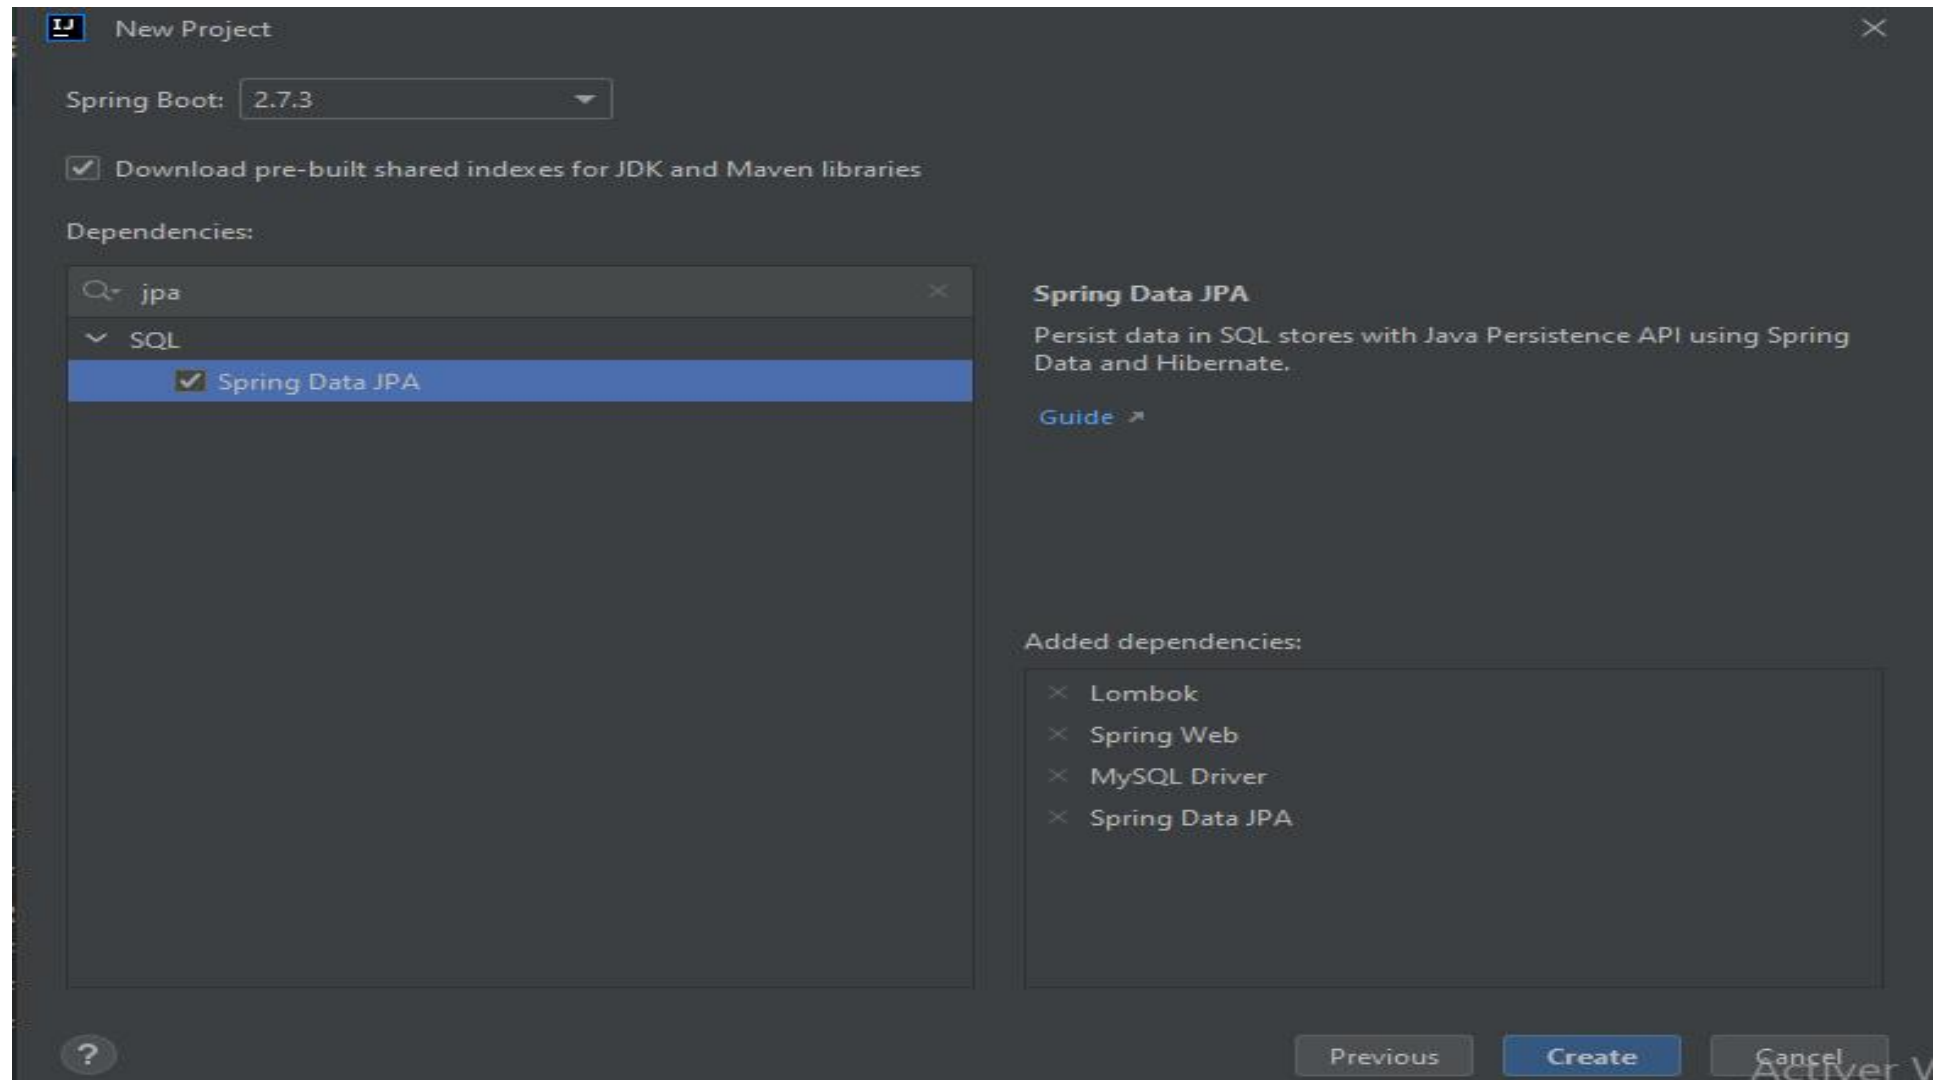 IJ New Project
Spring Boot: 2.7.3
Download pre-built shared indexes for JDK and Maven libraries
Dependencies:
jpa
SQL
Spring Data JPA
Spring Data JPA
Persist data in SQL stores with Java Persistence API using Spring
Data and Hibernate.
Guide
Added dependencies:
Lombok
Spring Web
MySQL Driver
Spring Data JPA
? Previous Create Cancel
Activer